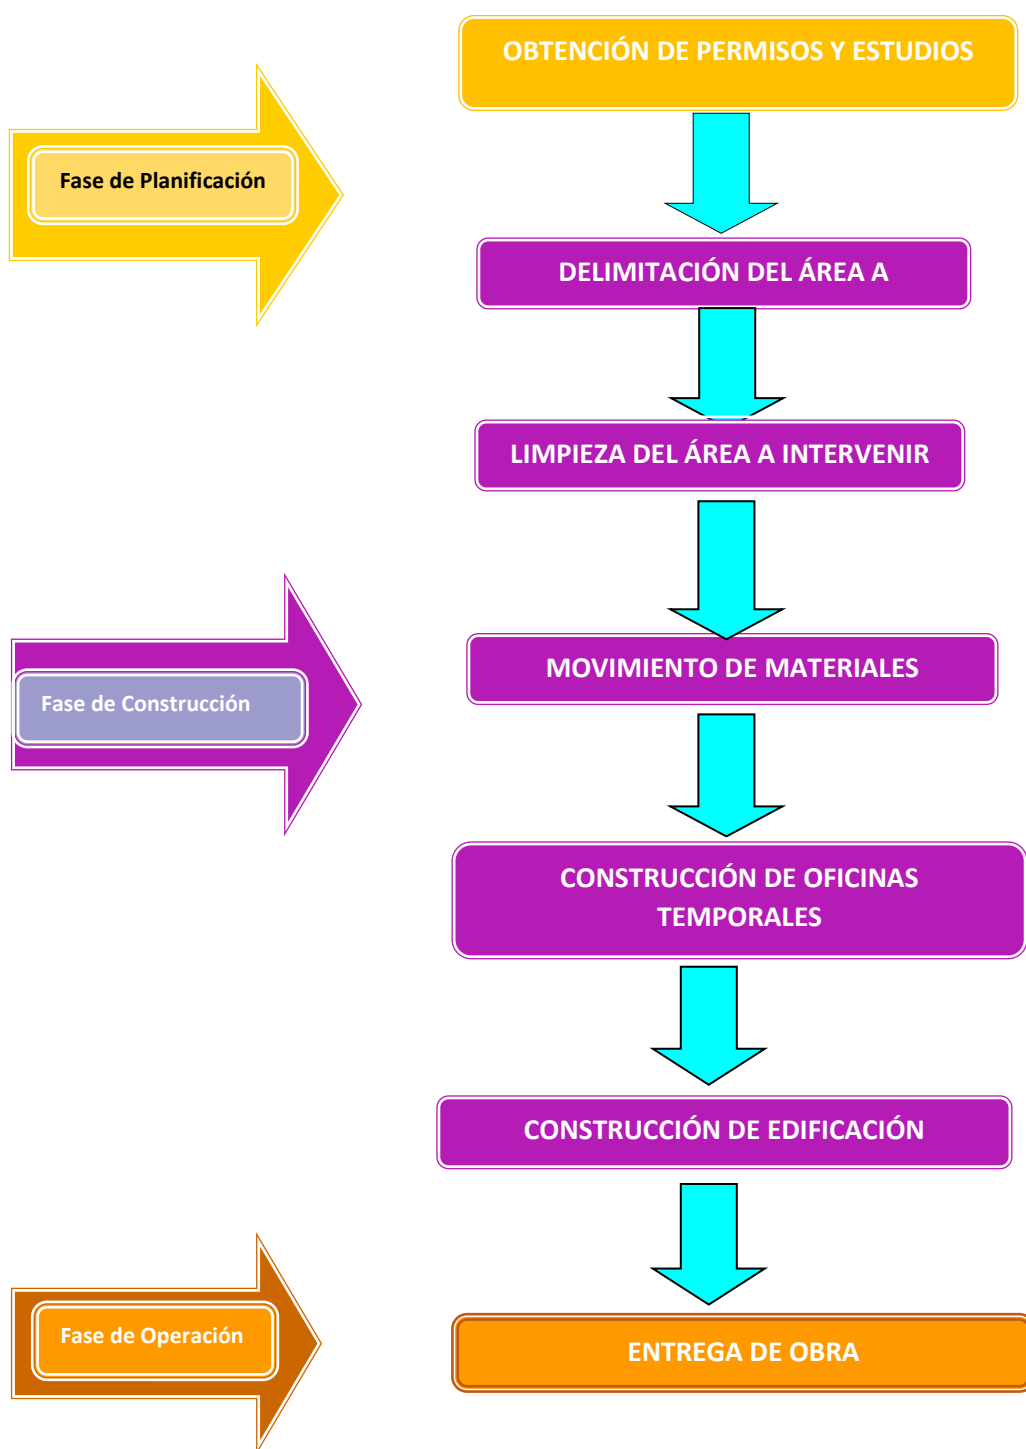 OBTENCIÓN DE PERMISOS Y ESTUDIOS
Fase de Planificación
DELIMITACIÓN DEL ÁREA A
LIMPIEZA DEL ÁREA A INTERVENIR
MOVIMIENTO DE MATERIALES
Fase de Construcción
CONSTRUCCIÓN DE OFICINAS
TEMPORALES
CONSTRUCCIÓN DE EDIFICACIÓN
Fase de Operación
ENTREGA DE OBRA